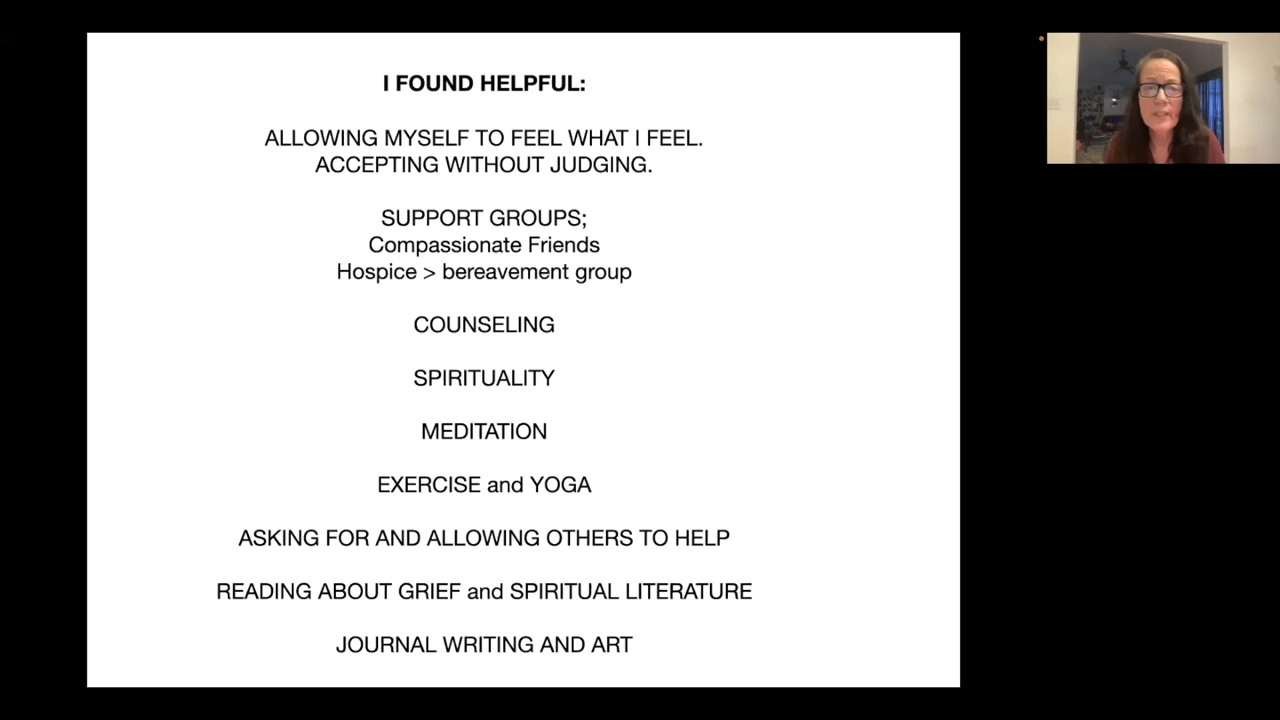 I FOUND HELPFUL:
ALLOWING MYSELF TO FEEL WHAT I FEEL.
ACCEPTING WITHOUT JUDGING.
SUPPORT GROUPS;
Compassionate Friends
Hospice > bereavement group
COUNSELING
SPIRITUALITY
MEDITATION
EXERCISE and YOGA
ASKING FOR AND ALLOWING OTHERS TO HELP
READING ABOUT GRIEF and SPIRITUAL LITERATURE
JOURNAL WRITING AND ART